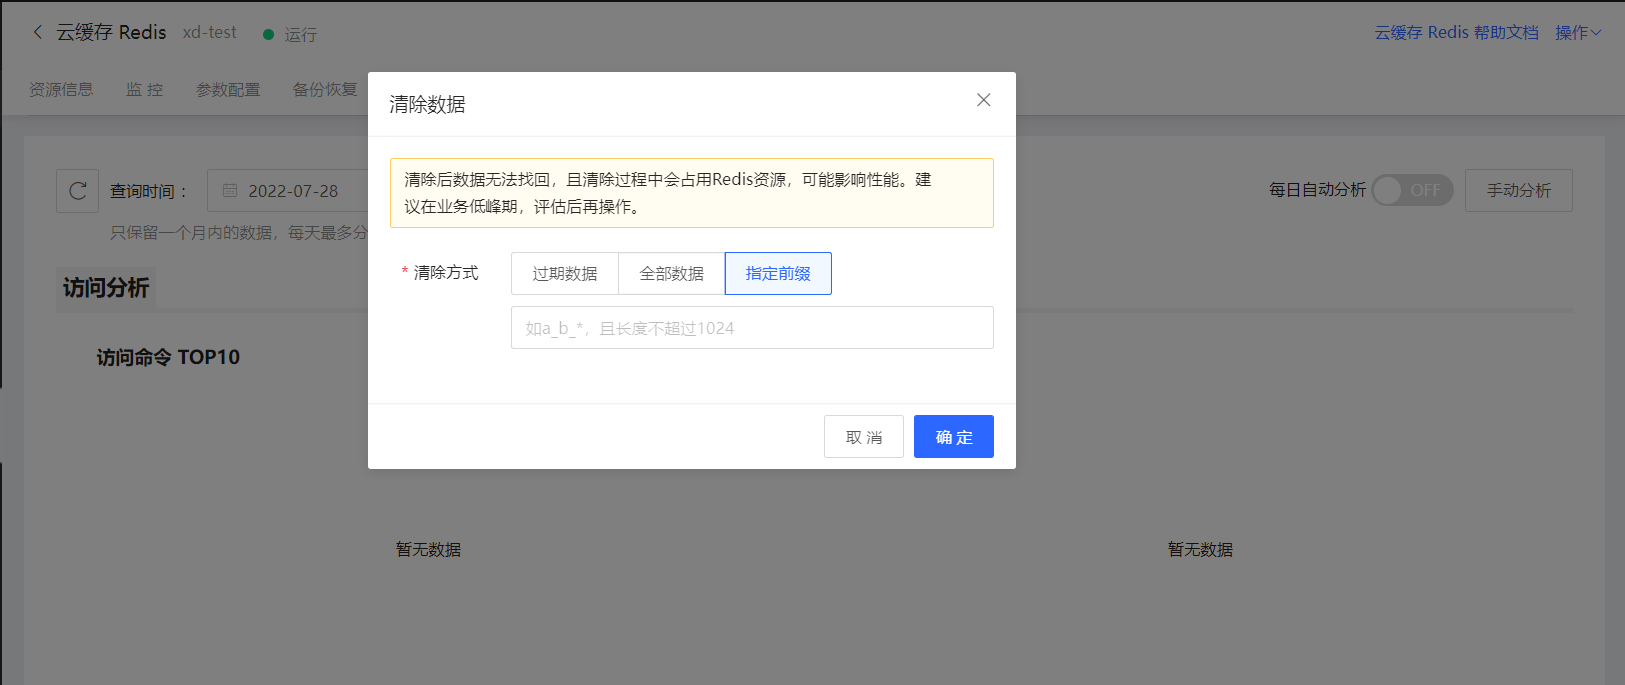 云缓存 Redis xd-test 运行 云缓存 Redis 帮助文档 操作
资源信息 监 控 参数配置 备份恢复
清除数据
清除后数据无法找回，且清除过程中会占用Redis资源，可能影响性能。建
议在业务低峰期，评估后再操作。
查询时间： 2022-07-28 每日自动分析 OFF 手动分析
只保留一个月内的数据，每天最多分
* 清除方式 过期数据 全部数据 指定前缀
访问分析
如a_b_*，且长度不超过1024
访问命令 TOP10
取 消 确 定
暂无数据 暂无数据